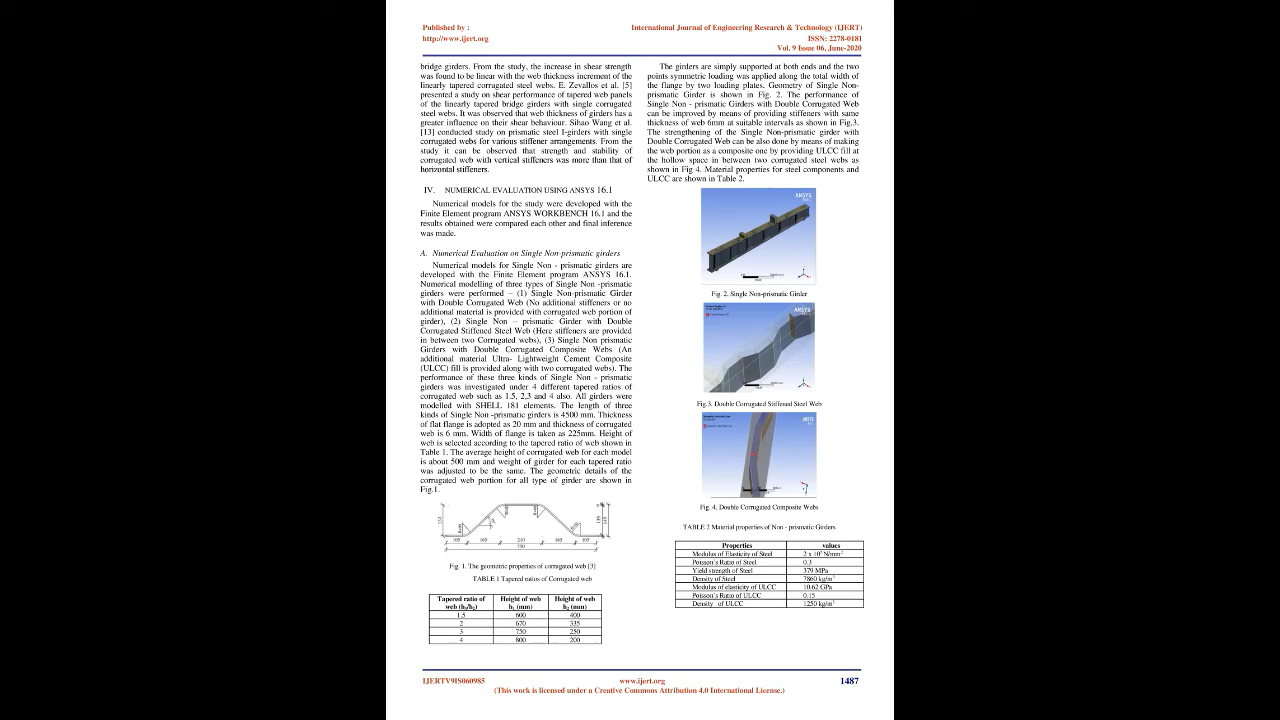 Published by :
http://www.ijert.org
International Journal of Engineering Research & Technology (IJERT)
ISSN: 2278-0181
Vol. 9 Issue 06, June-2020
bridge girders. From the study, the increase in shear strength
was found to be linear with the web thickness increment of the
linearly tapered corrugated steel webs. E. Zevallos et al. [5]
presented a study on shear performance of tapered web panels
of the linearly tapered bridge girders with single corrugated
steel webs. It was observed that web thickness of girders has a
greater influence on their shear behaviour. Sihao Wang et al.
[13] conducted study on prismatic steel I-girders with single
corrugated webs for various stiffener arrangements. From the
study it can be observed that strength and stability of
corrugated web with vertical stiffeners was more than that of
horizontal stiffeners.
IV. NUMERICAL EVALUATION USING ANSYS 16.1
Numerical models for the study were developed with the
Finite Element program ANSYS WORKBENCH 16.1 and the
results obtained were compared each other and final inference
was made.
A. Numerical Evaluation on Single Non-prismatic girders
Numerical models for Single Non - prismatic girders are
developed with the Finite Element program ANSYS 16.1.
Numerical modelling of three types of Single Non -prismatic
girders were performed – (1) Single Non-prismatic Girder
with Double Corrugated Web (No additional stiffeners or no
additional material is provided with corrugated web portion of
girder), (2) Single Non – prismatic Girder with Double
Corrugated Stiffened Steel Web (Here stiffeners are provided
in between two Corrugated webs), (3) Single Non prismatic
Girders with Double Corrugated Composite Webs (An
additional material Ultra- Lightweight Cement Composite
(ULCC) fill is provided along with two corrugated webs). The
performance of these three kinds of Single Non - prismatic
girders was investigated under 4 different tapered ratios of
corrugated web such as 1.5, 2,3 and 4 also. All girders were
modelled with SHELL 181 elements. The length of three
kinds of Single Non -prismatic girders is 4500 mm. Thickness
of flat flange is adopted as 20 mm and thickness of corrugated
web is 6 mm. Width of flange is taken as 225mm. Height of
web is selected according to the tapered ratio of web shown in
Table 1. The average height of corrugated web for each model
is about 500 mm and weight of girder for each tapered ratio
was adjusted to be the same. The geometric details of the
corrugated web portion for all type of girder are shown in
Fig.1.
105 165 210 165 105
750
Fig. 1. The geometric properties of corrugated web [3]
TABLE 1 Tapered ratios of Corrugated web
Tapered ratio of web (h₁/h₂) Height of web h₁ (mm) Height of web h₂ (mm)
1.5 600 400
2 670 335
3 750 250
4 800 200
The girders are simply supported at both ends and the two
points symmetric loading was applied along the total width of
the flange by two loading plates. Geometry of Single Non-
prismatic Girder is shown in Fig. 2. The performance of
Single Non - prismatic Girders with Double Corrugated Web
can be improved by means of providing stiffeners with same
thickness of web 6mm at suitable intervals as shown in Fig.3.
The strengthening of the Single Non-prismatic girder with
Double Corrugated Web can be also done by means of making
the web portion as a composite one by providing ULCC fill at
the hollow space in between two corrugated steel webs as
shown in Fig 4. Material properties for steel components and
ULCC are shown in Table 2.
ANSYS
Fig. 2. Single Non-prismatic Girder
ANSYS
Fig.3. Double Corrugated Stiffened Steel Web
ANSYS
Fig. 4. Double Corrugated Composite Webs
TABLE 2 Material properties of Non - prismatic Girders
Properties values
Modulus of Elasticity of Steel 2 x 10⁵ N/mm²
Poisson's Ratio of Steel 0.3
Yield strength of Steel 379 MPa
Density of Steel 7860 kg/m³
Modulus of elasticity of ULCC 10.62 GPa
Poisson's Ratio of ULCC 0.15
Density of ULCC 1250 kg/m³
IJERTV9IS060985
www.ijert.org
1487
(This work is licensed under a Creative Commons Attribution 4.0 International License.)